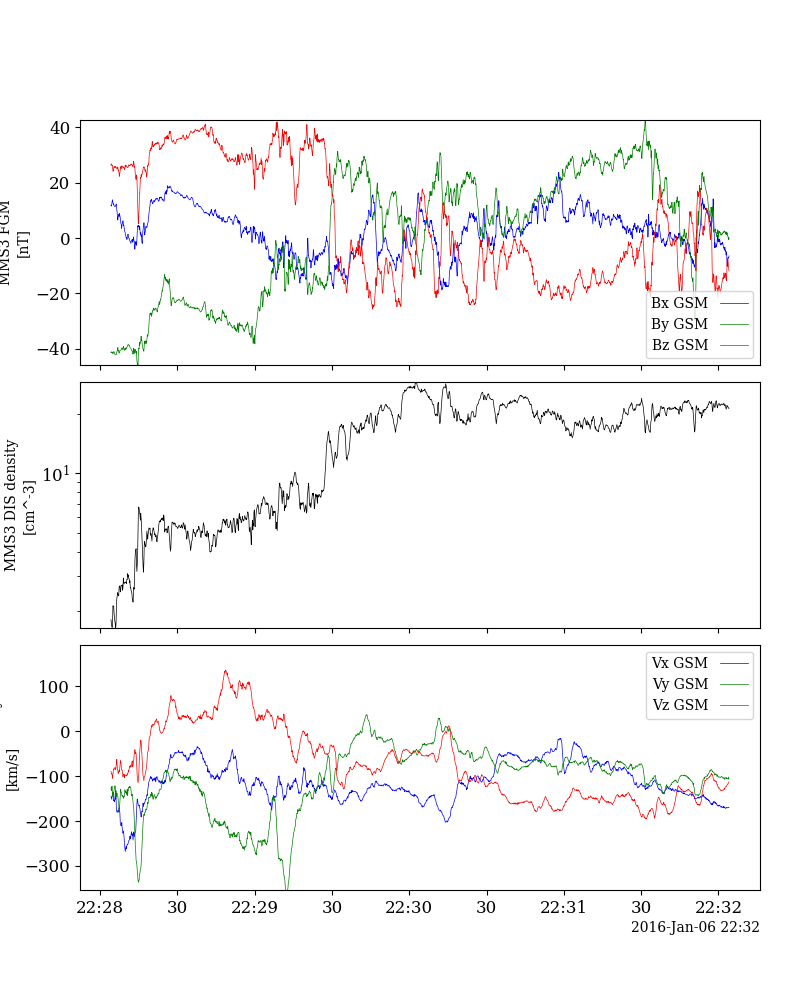 40
20
0
−20
−40
MMS3 FGM
[nT]
Bx GSM
By GSM
Bz GSM
10^1
MMS3 DIS density
[cm^-3]
100
0
−100
−200
−300
[km/s]
Vx GSM
Vy GSM
Vz GSM
22:28 30 22:29 30 22:30 30 22:31 30 22:32
2016-Jan-06 22:32